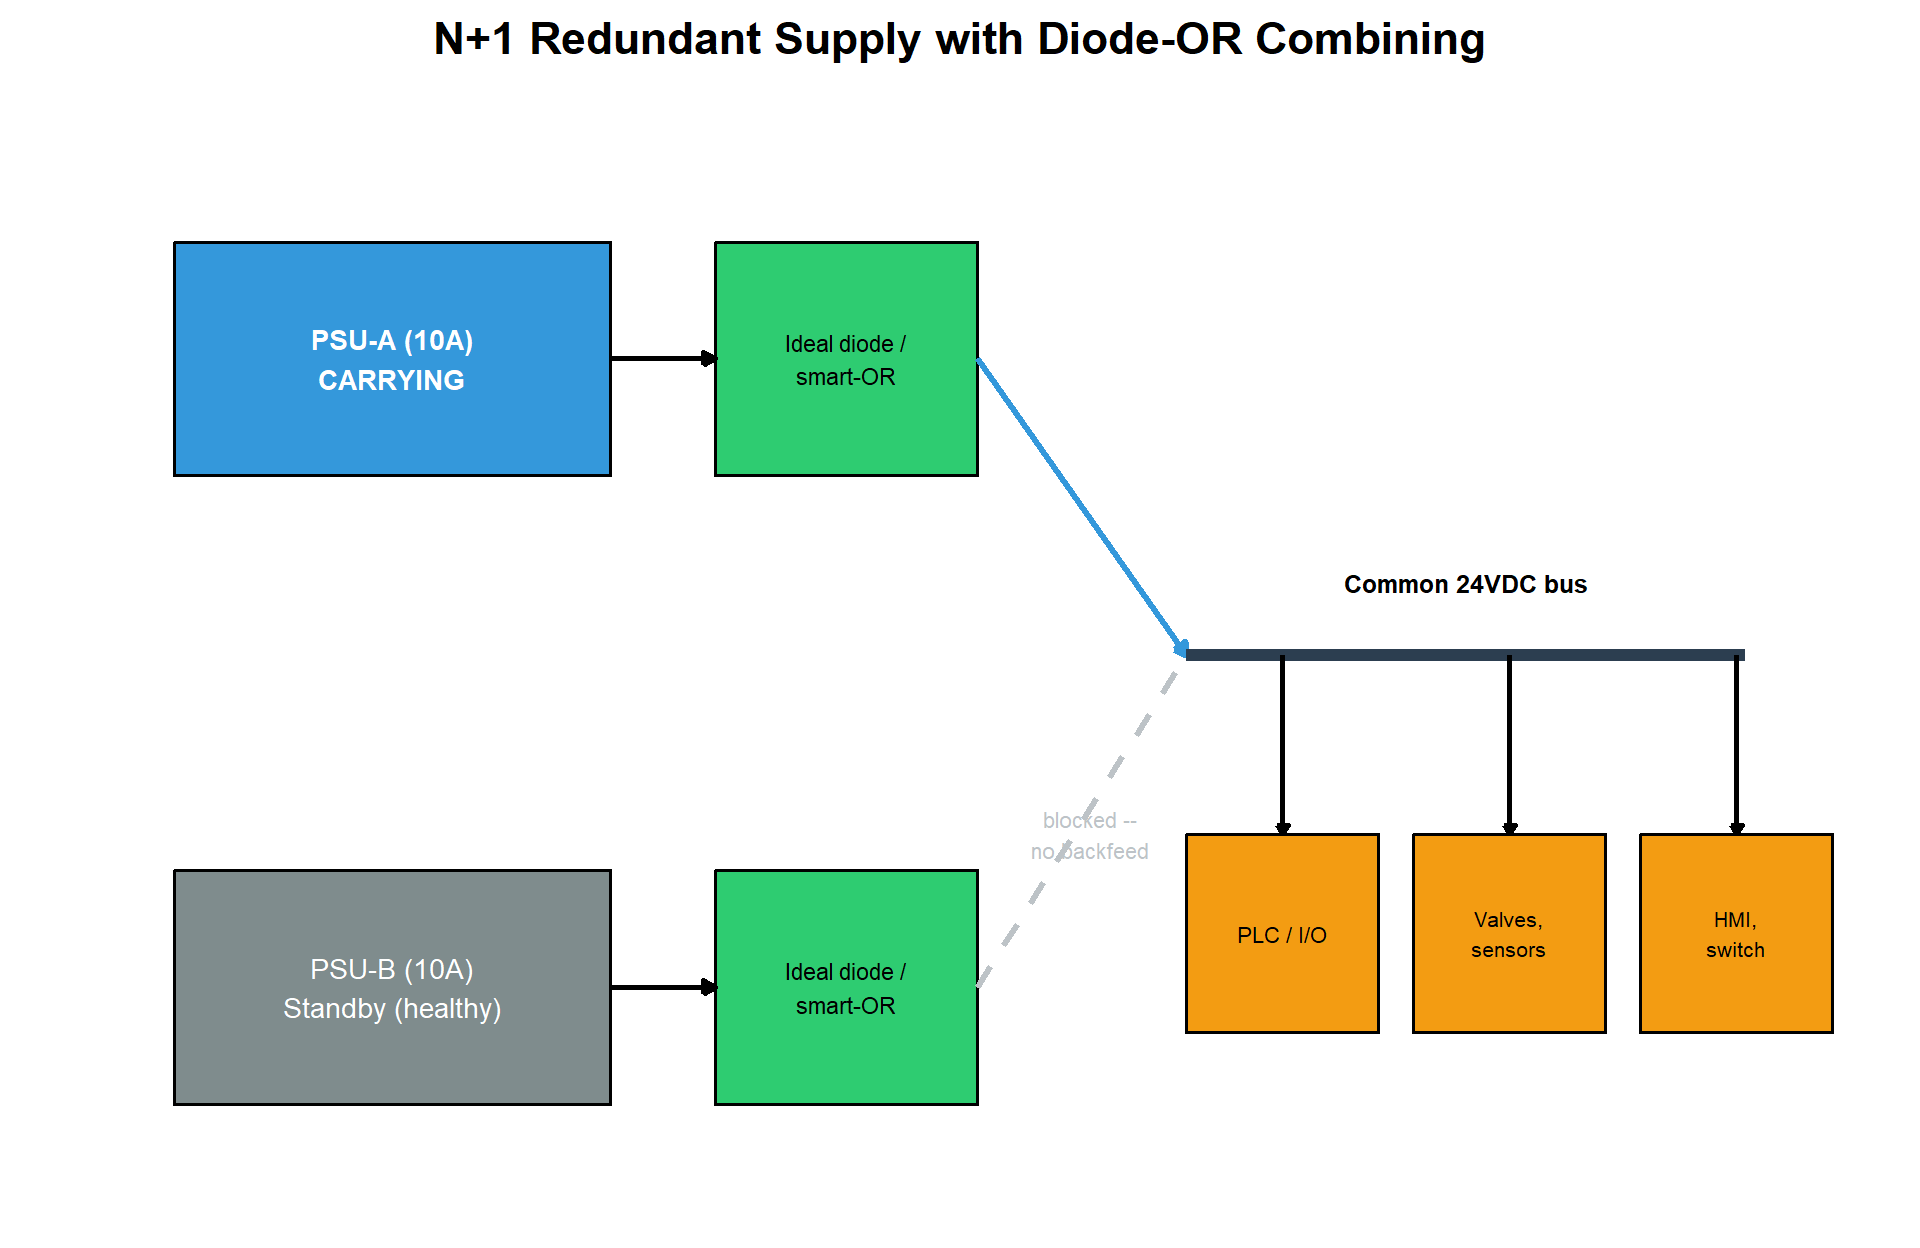 N+1 Redundant Supply with Diode-OR Combining
PSU-A (10A)
CARRYING
Ideal diode /
smart-OR
Common 24VDC bus
blocked --
no backfeed
PSU-B (10A)
Standby (healthy)
Ideal diode /
smart-OR
PLC / I/O
Valves,
sensors
HMI,
switch